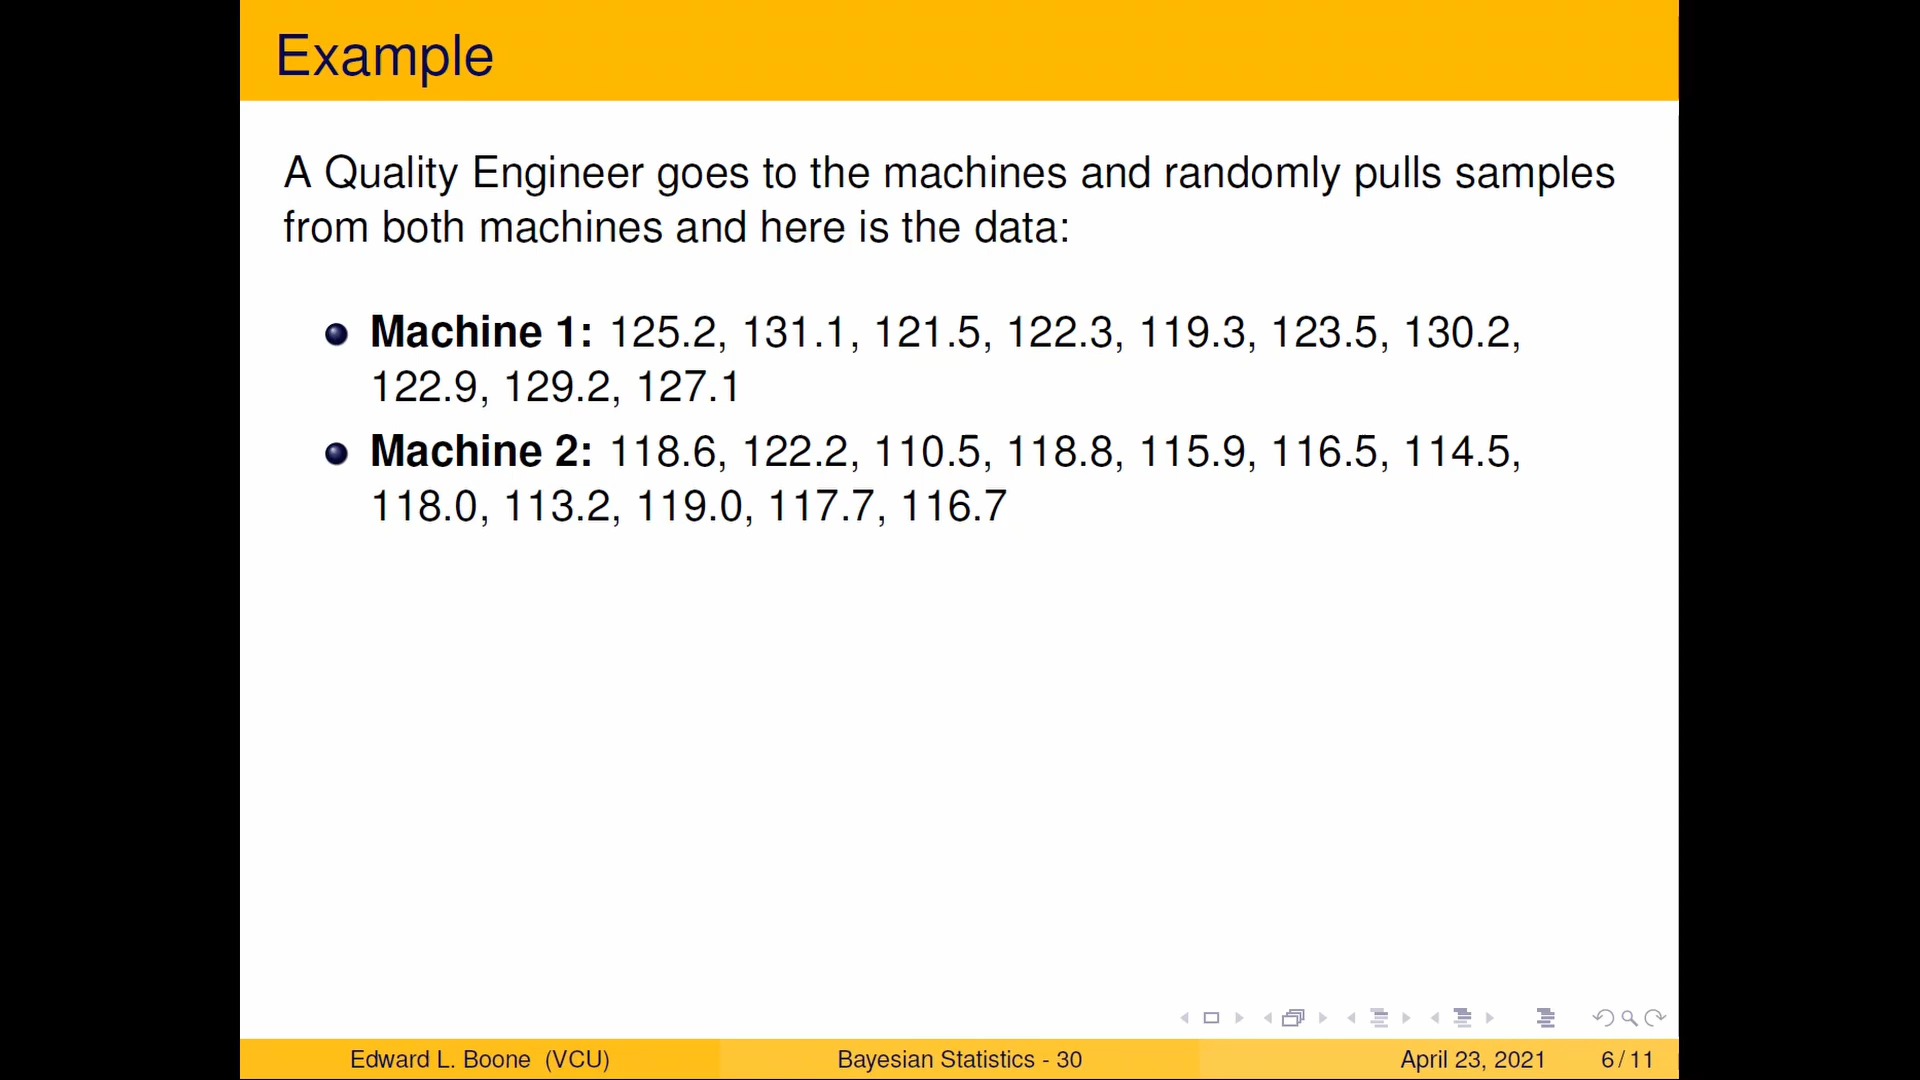 Example
A Quality Engineer goes to the machines and randomly pulls samples
from both machines and here is the data:
Machine 1: 125.2, 131.1, 121.5, 122.3, 119.3, 123.5, 130.2,
122.9, 129.2, 127.1
Machine 2: 118.6, 122.2, 110.5, 118.8, 115.9, 116.5, 114.5,
118.0, 113.2, 119.0, 117.7, 116.7
Edward L. Boone (VCU) Bayesian Statistics - 30 April 23, 2021 6 / 11